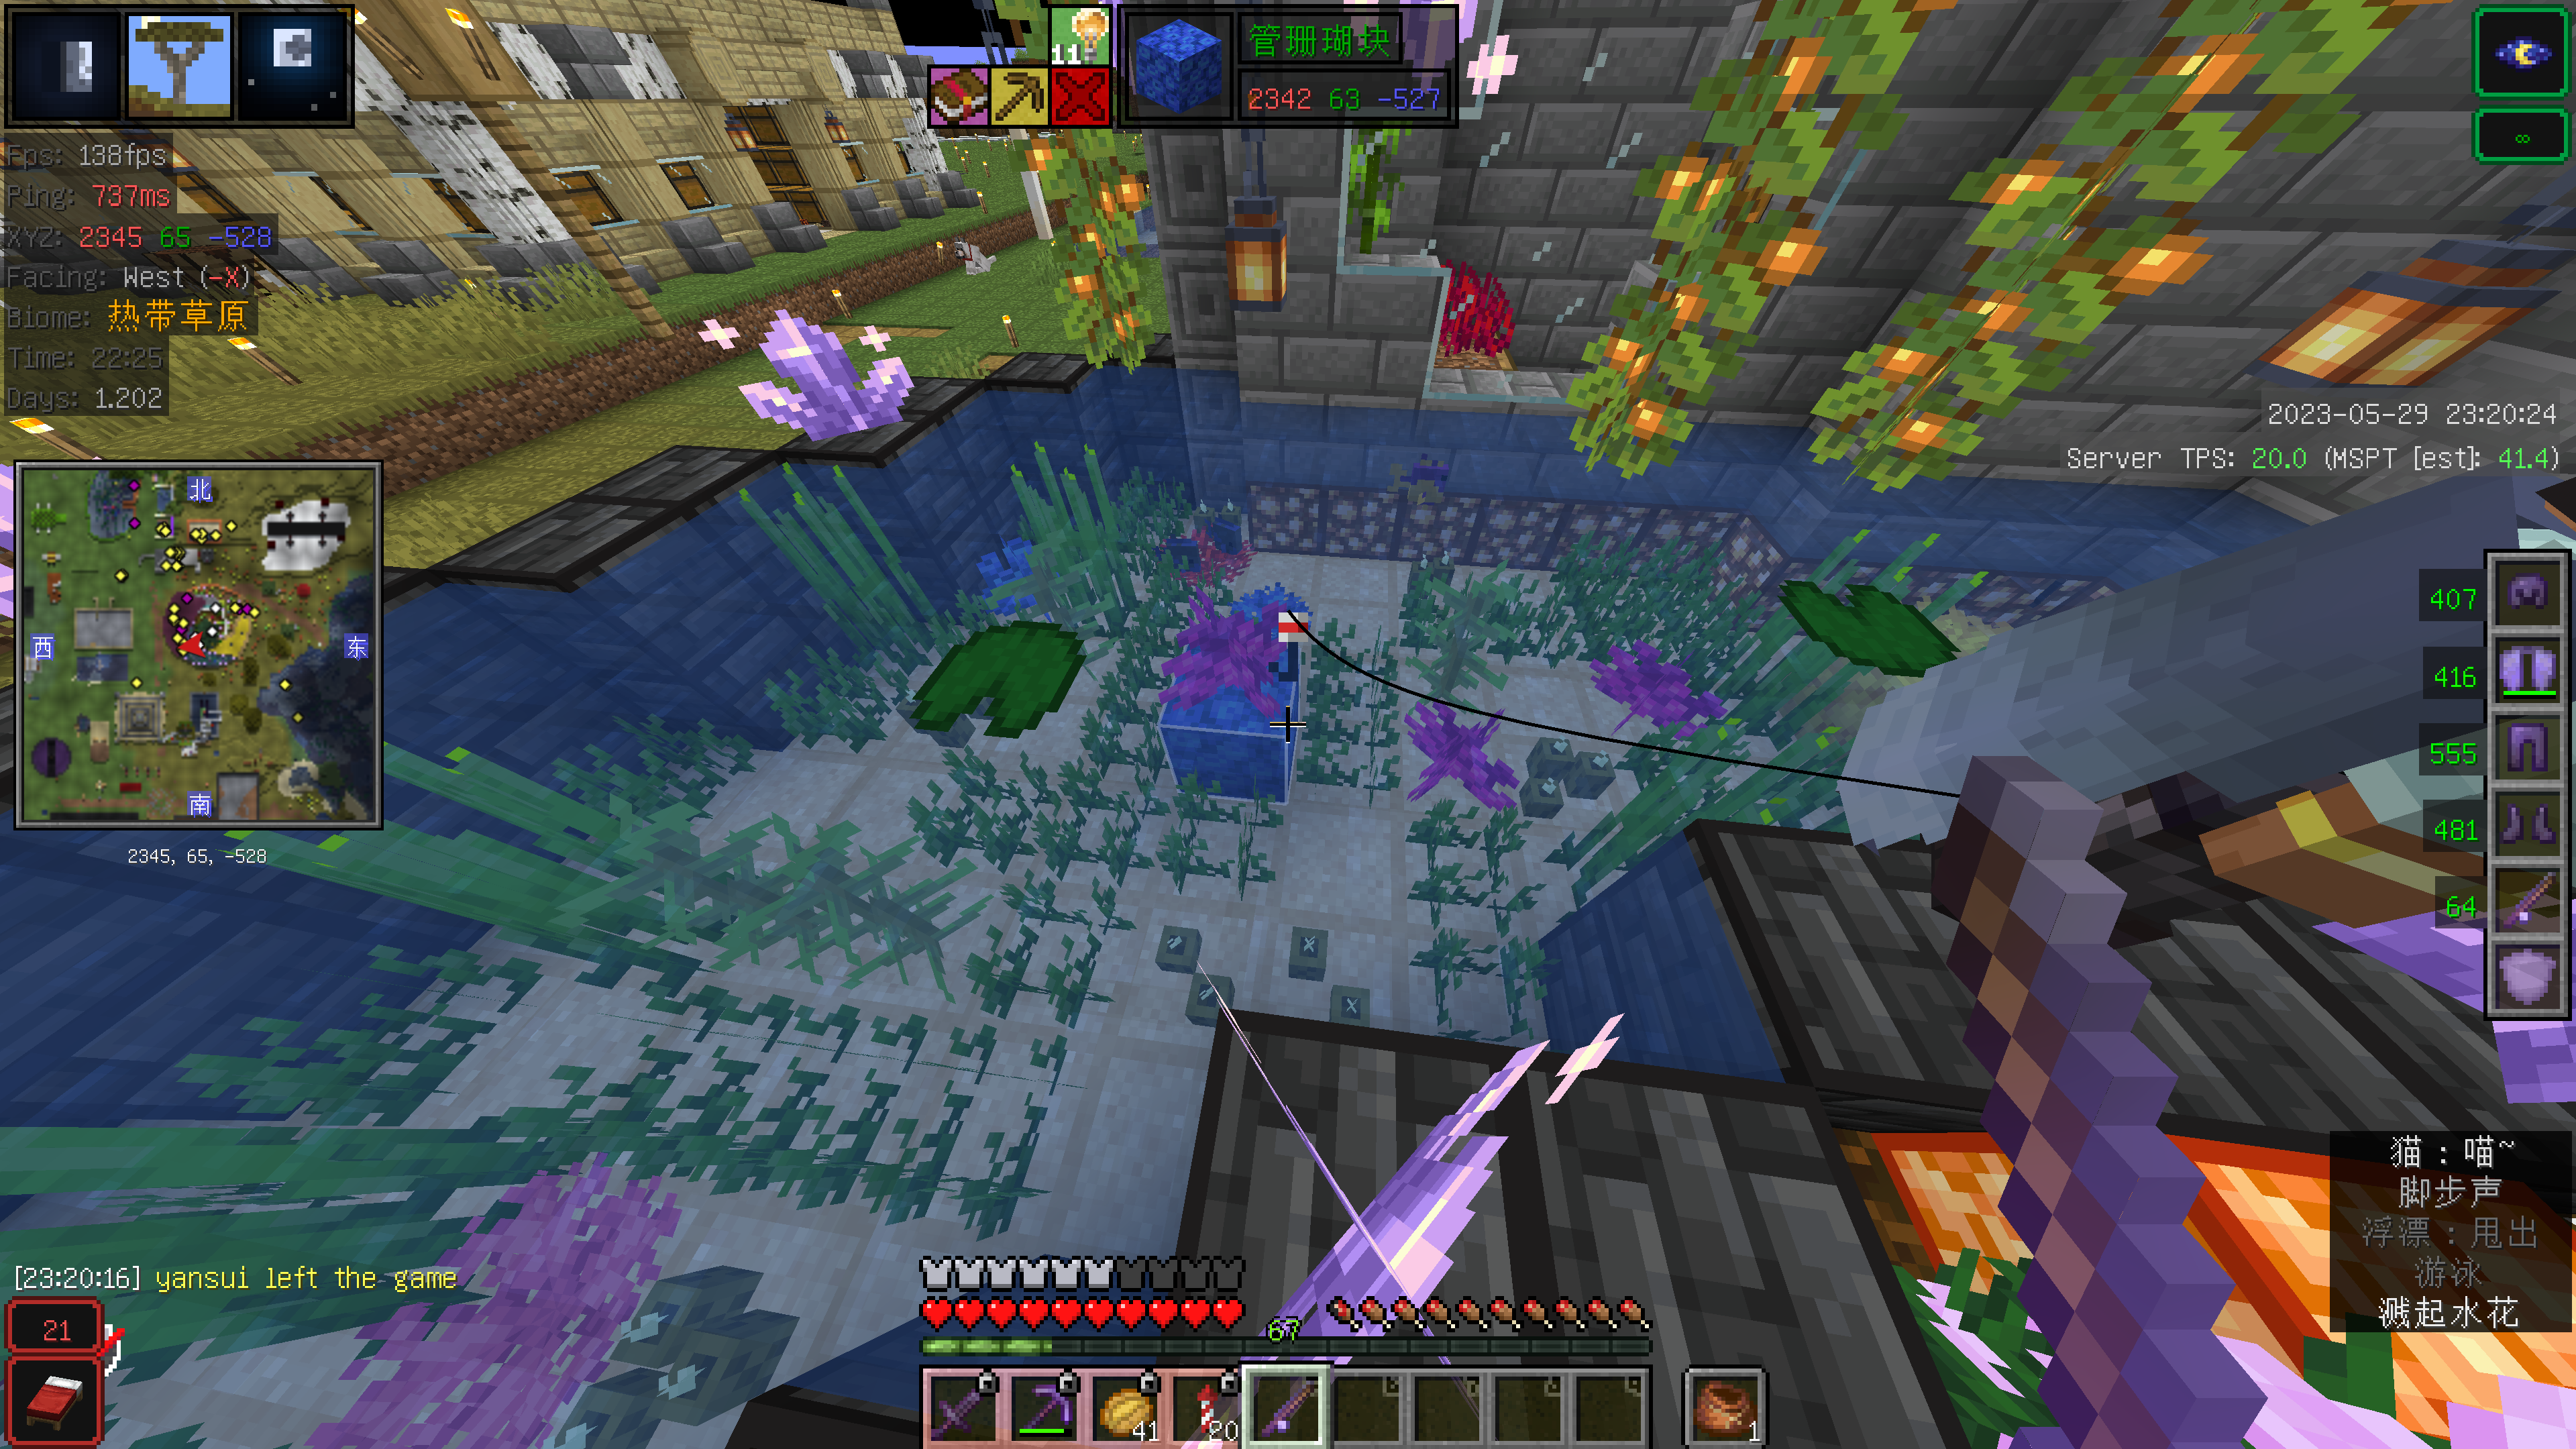 11
管珊瑚块
2342 63 -527
∞
Fps: 138fps
Ping: 737ms
XYZ: 2345 65 -528
Facing: West (-X)
Biome: 热带草原
Time: 22:25
Days: 1.202
2023-05-29 23:20:24
Server TPS: 20.0 (MSPT [est]: 41.4)
北
西
东
南
2345, 65, -528
407
416
555
481
64
猫：喵~
脚步声
浮漂：甩出
游泳
溅起水花
[23:20:16] yansui left the game
21
67
41
20
1